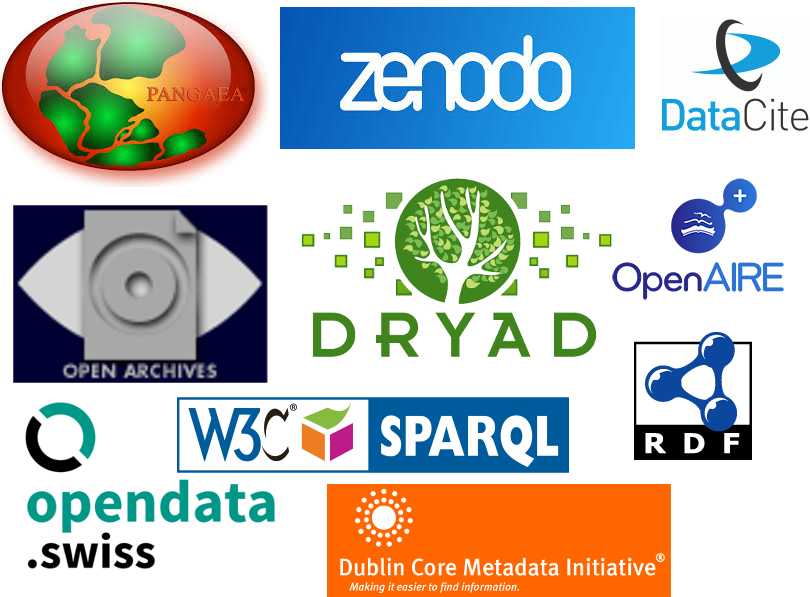 PANGAEA
zenodo
DataCite
OPEN ARCHIVES
DRYAD
+
OpenAIRE
RDF
W3C® SPARQL
opendata
.swiss
Dublin Core Metadata Initiative®
Making it easier to find information.